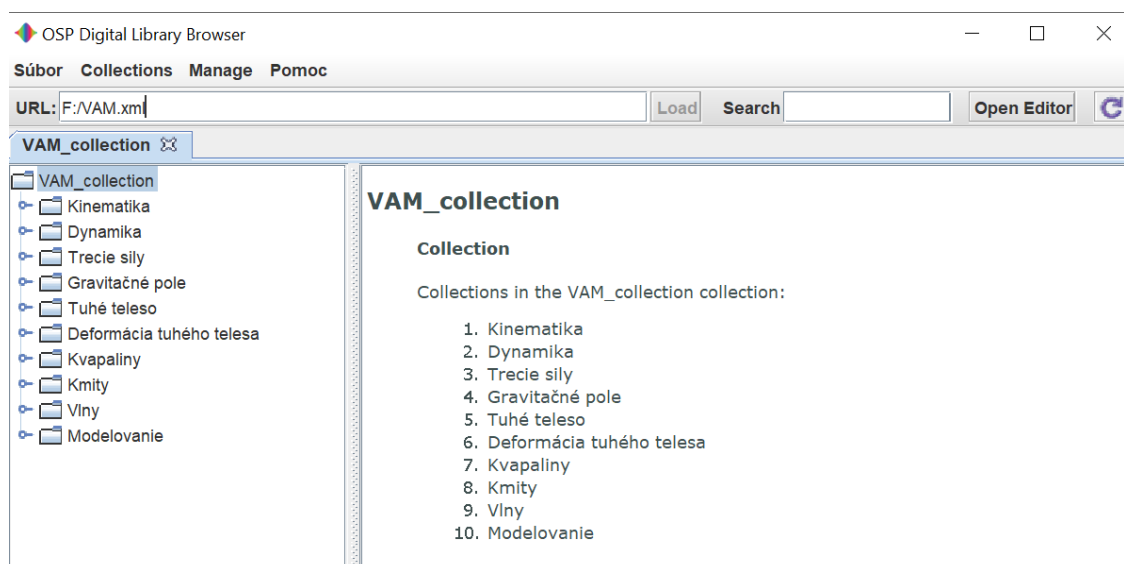 OSP Digital Library Browser
Súbor Collections Manage Pomoc
URL: F:/VAM.xml Load Search Open Editor
VAM_collection
VAM_collection
Kinematika
Dynamika
Trecie sily
Gravitačné pole
Tuhé teleso
Deformácia tuhého telesa
Kvapaliny
Kmity
Vlny
Modelovanie
VAM_collection
Collection
Collections in the VAM_collection collection:
1. Kinematika
2. Dynamika
3. Trecie sily
4. Gravitačné pole
5. Tuhé teleso
6. Deformácia tuhého telesa
7. Kvapaliny
8. Kmity
9. Vlny
10. Modelovanie